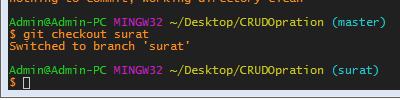 nothing to commit, working directory clean
Admin@Admin-PC MINGW32 ~/Desktop/CRUDOpration (master)
$ git checkout surat
Switched to branch 'surat'
Admin@Admin-PC MINGW32 ~/Desktop/CRUDOpration (surat)
$